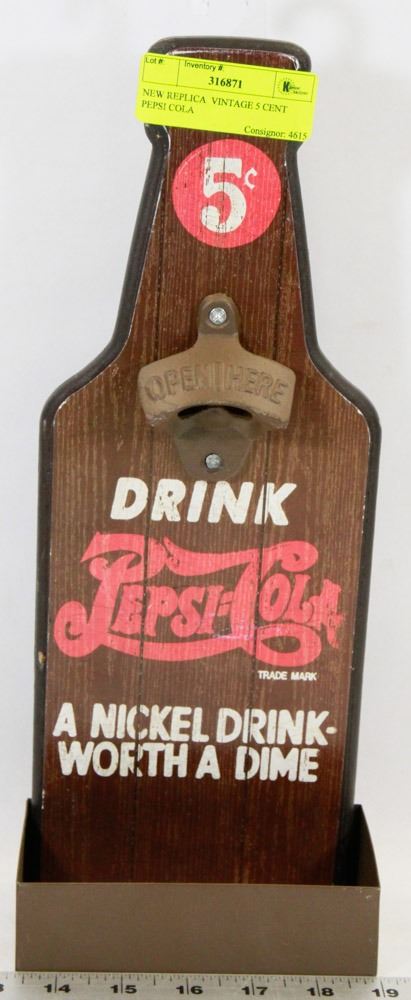 Lot #: Inventory #:
316871
NEW REPLICA VINTAGE 5 CENT
PEPSI COLA
Consignor: 4615
5¢
OPEN HERE
DRINK
PEPSI-COLA
TRADE MARK
A NICKEL DRINK-
WORTH A DIME
14 15 16 17 18 19